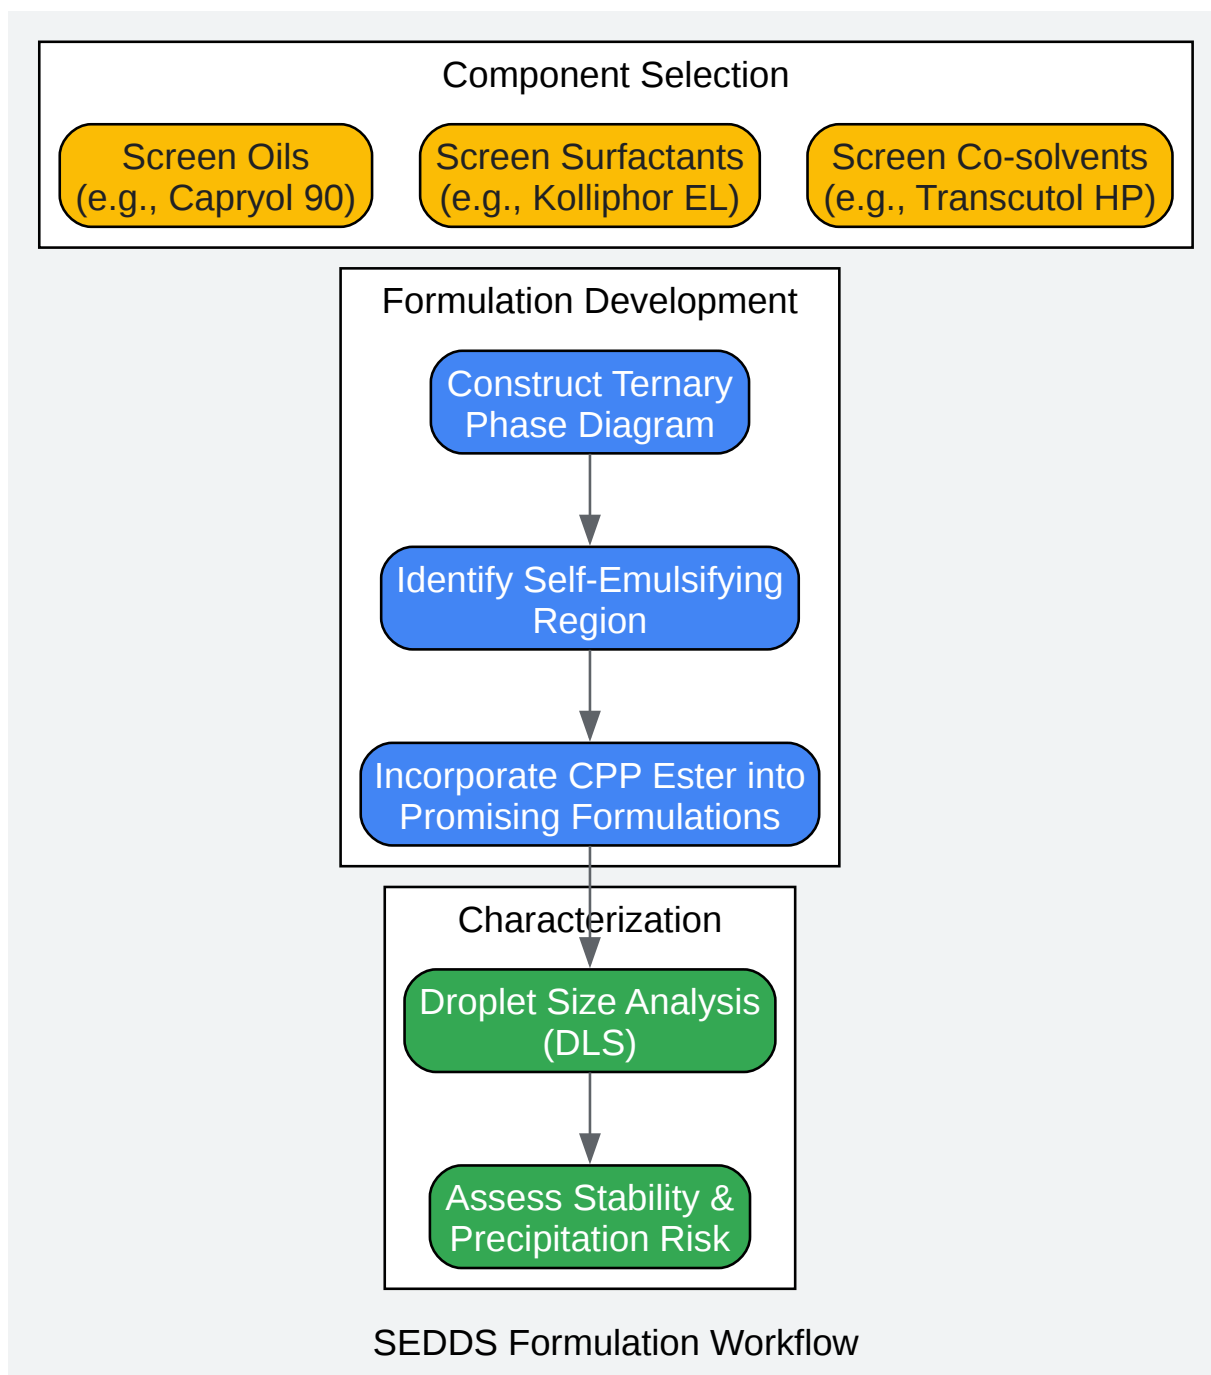 Component Selection
Screen Oils
(e.g., Capryol 90)
Screen Surfactants
(e.g., Kolliphor EL)
Screen Co-solvents
(e.g., Transcutol HP)
Formulation Development
Construct Ternary
Phase Diagram
Identify Self-Emulsifying
Region
Incorporate CPP Ester into
Promising Formulations
Characterization
Droplet Size Analysis
(DLS)
Assess Stability &
Precipitation Risk
SEDDS Formulation Workflow